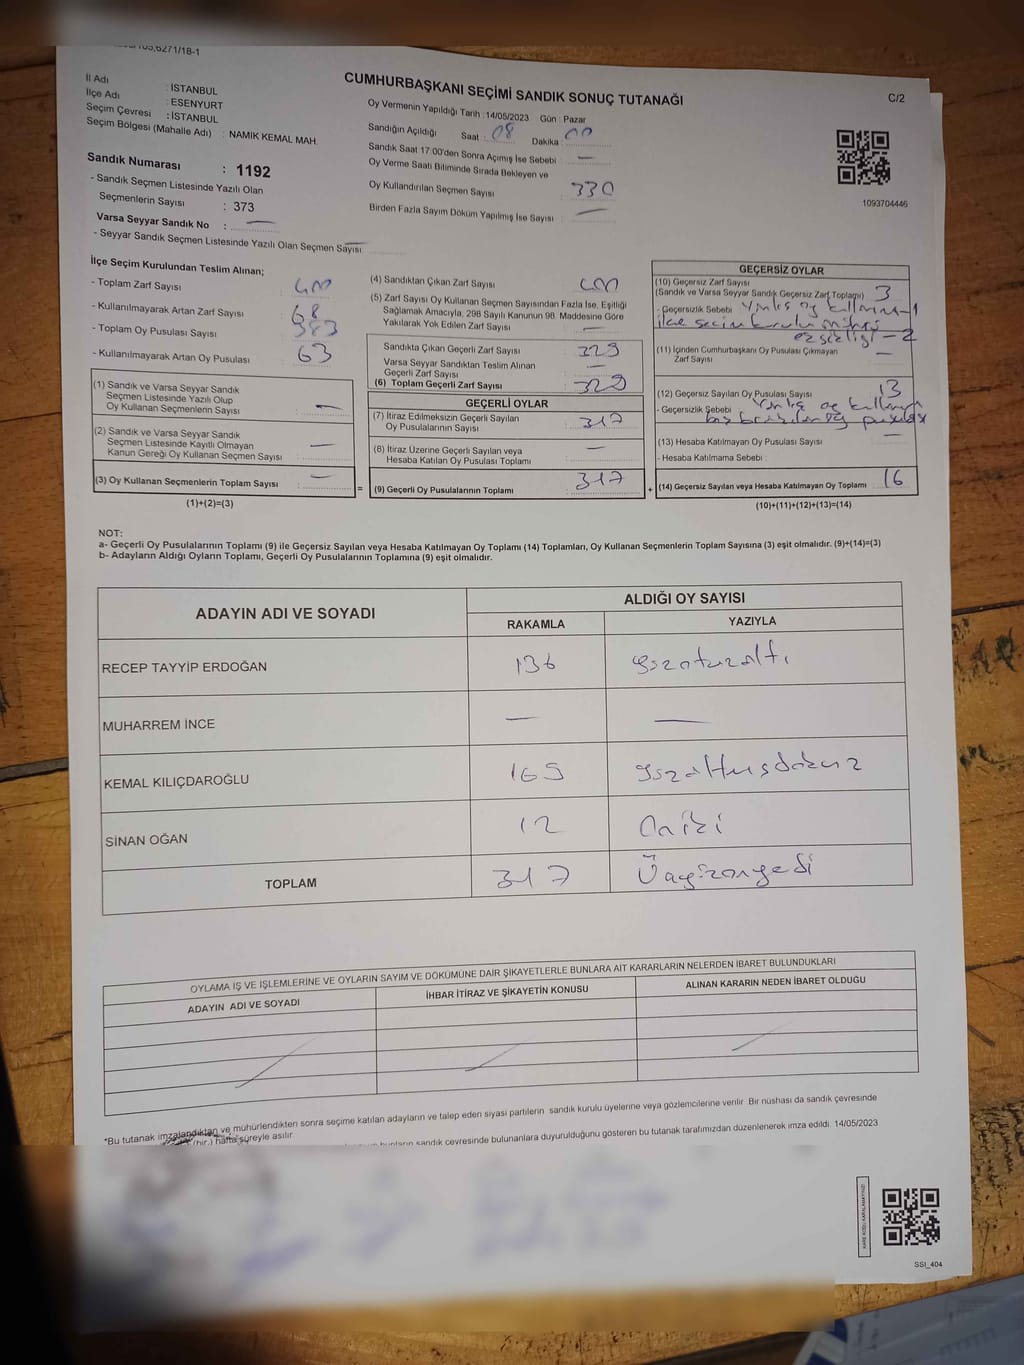 CUMHURBAŞKANI SEÇİMİ SANDIK SONUÇ TUTANAĞI
C/2
İl Adı : İSTANBUL
İlçe Adı : ESENYURT
Seçim Çevresi : İSTANBUL
Seçim Bölgesi (Mahalle Adı) : NAMIK KEMAL MAH.
Sandık Numarası : 1192
- Sandık Seçmen Listesinde Yazılı Olan
Seçmenlerin Sayısı : 373
Varsa Seyyar Sandık No : —
- Seyyar Sandık Seçmen Listesinde Yazılı Olan Seçmen Sayısı
Oy Vermenin Yapıldığı Tarih :14/05/2023 Gün : Pazar
Sandığın Açıldığı Saat : 08 Dakika : 00
Sandık Saat 17:00'den Sonra Açımış İse Sebebi : —
Oy Verme Saati Bitiminde Sırada Bekleyen ve
Oy Kullandırılan Seçmen Sayısı : 330
Birden Fazla Sayım Döküm Yapılmış İse Sayısı : —
1093704446
İlçe Seçim Kurulundan Teslim Alınan;
- Toplam Zarf Sayısı : 400
- Kullanılmayarak Artan Zarf Sayısı : 68
- Toplam Oy Pusulası Sayısı : 393
- Kullanılmayarak Artan Oy Pusulası : 63
(1) Sandık ve Varsa Seyyar Sandık
Seçmen Listesinde Yazılı Olup
Oy Kullanan Seçmenlerin Sayısı : —
(2) Sandık ve Varsa Seyyar Sandık
Seçmen Listesinde Kayıtlı Olmayan
Kanun Gereği Oy Kullanan Seçmen Sayısı : —
(3) Oy Kullanan Seçmenlerin Toplam Sayısı : —
(1)+(2)=(3)
=
(4) Sandıktan Çıkan Zarf Sayısı : 400
(5) Zarf Sayısı Oy Kullanan Seçmen Sayısından Fazla İse, Eşitliği
Sağlamak Amacıyla, 298 Sayılı Kanunun 98. Maddesine Göre
Yakılarak Yok Edilen Zarf Sayısı : —
Sandıkta Çıkan Geçerli Zarf Sayısı : 329
Varsa Seyyar Sandıktan Teslim Alınan
Geçerli Zarf Sayısı : —
(6) Toplam Geçerli Zarf Sayısı : 329
GEÇERLİ OYLAR
(7) İtiraz Edilmeksizin Geçerli Sayılan
Oy Pusulalarının Sayısı : 317
(8) İtiraz Üzerine Geçerli Sayılan veya
Hesaba Katılan Oy Pusulası Toplamı : —
(9) Geçerli Oy Pusulalarının Toplamı : 317
+
GEÇERSİZ OYLAR
(10) Geçersiz Zarf Sayısı
(Sandık ve Varsa Seyyar Sandık Geçersiz Zarf Toplamı) 3
- Geçersizlik Sebebi : Yanlış oy kullanma-1
ilçe seçim kurulu mührü
eksikliği - 2
(11) İçinden Cumhurbaşkanı Oy Pusulası Çıkmayan
Zarf Sayısı —
(12) Geçersiz Sayılan Oy Pusulası Sayısı : 13
- Geçersizlik Sebebi : Yanlış oy kullanma
boş bırakılan oy pusulası
(13) Hesaba Katılmayan Oy Pusulası Sayısı : —
- Hesaba Katılmama Sebebi :
(14) Geçersiz Sayılan veya Hesaba Katılmayan Oy Toplamı : 16
(10)+(11)+(12)+(13)=(14)
NOT:
a- Geçerli Oy Pusulalarının Toplamı (9) ile Geçersiz Sayılan veya Hesaba Katılmayan Oy Toplamı (14) Toplamları, Oy Kullanan Seçmenlerin Toplam Sayısına (3) eşit olmalıdır. (9)+(14)=(3)
b- Adayların Aldığı Oyların Toplamı, Geçerli Oy Pusulalarının Toplamına (9) eşit olmalıdır.
ADAYIN ADI VE SOYADI
ALDIĞI OY SAYISI
RAKAMLA YAZIYLA
RECEP TAYYİP ERDOĞAN 136 yüzotuzaltı
MUHARREM İNCE — —
KEMAL KILIÇDAROĞLU 169 yüzaltmışdokuz
SİNAN OĞAN 12 Oniki
TOPLAM 317 Üçyüzonyedi
OYLAMA İŞ VE İŞLEMLERİNE VE OYLARIN SAYIM VE DÖKÜMÜNE DAİR ŞİKAYETLERLE BUNLARA AİT KARARLARIN NELERDEN İBARET BULUNDUKLARI
ADAYIN ADI VE SOYADI İHBAR İTİRAZ VE ŞİKAYETİN KONUSU ALINAN KARARIN NEDEN İBARET OLDUĞU
*Bu tutanak imzalandıktan ve mühürlendikten sonra seçime katılan adayların ve talep eden siyasi partilerin sandık kurulu üyelerine veya gözlemcilerine verilir. Bir nüshası da sandık çevresinde
(bir) hafta süreyle asılır.
sandık çevresinde bulunanlara duyurulduğunu gösteren bu tutanak tarafımızdan düzenlenerek imza edildi. 14/05/2023
KARE KODU KARALAMAYINIZ!
SSI_404